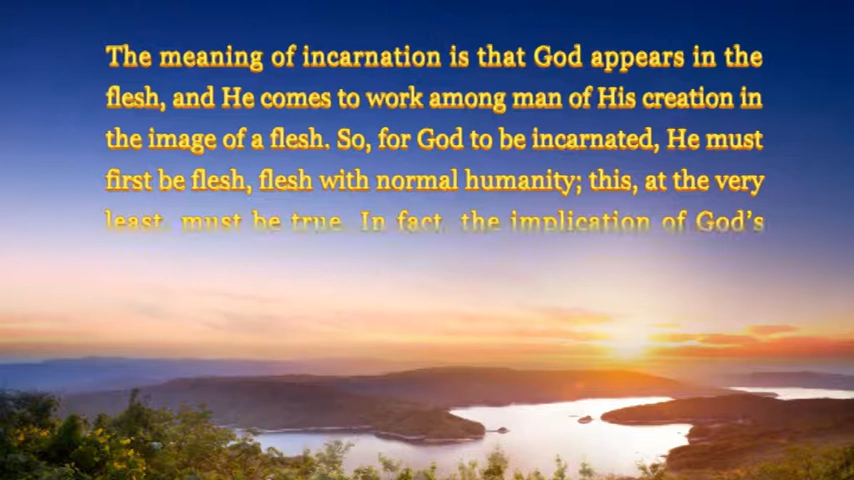 The meaning of incarnation is that God appears in the
flesh, and He comes to work among man of His creation in
the image of a flesh. So, for God to be incarnated, He must
first be flesh, flesh with normal humanity; this, at the very
least, must be true. In fact, the implication of God's